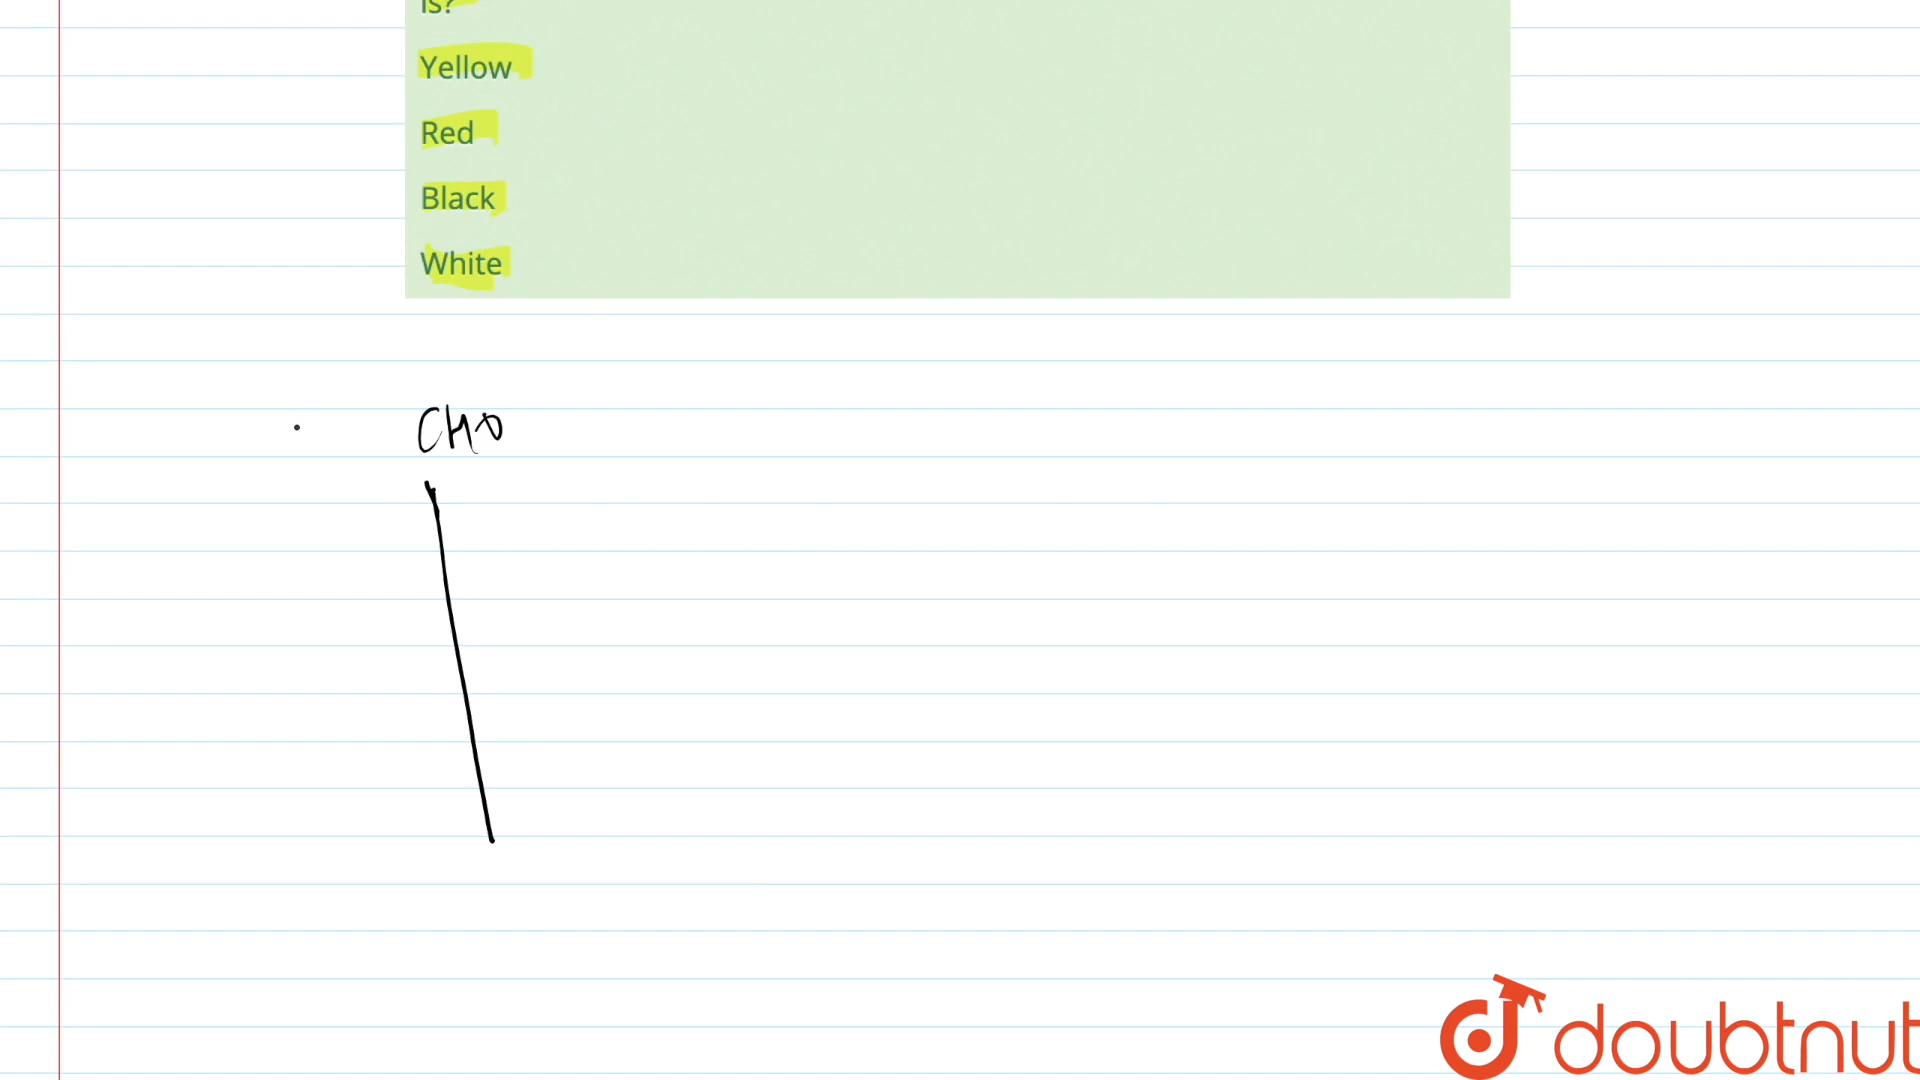 is?
Yellow
Red
Black
White
CHO
doubtnut